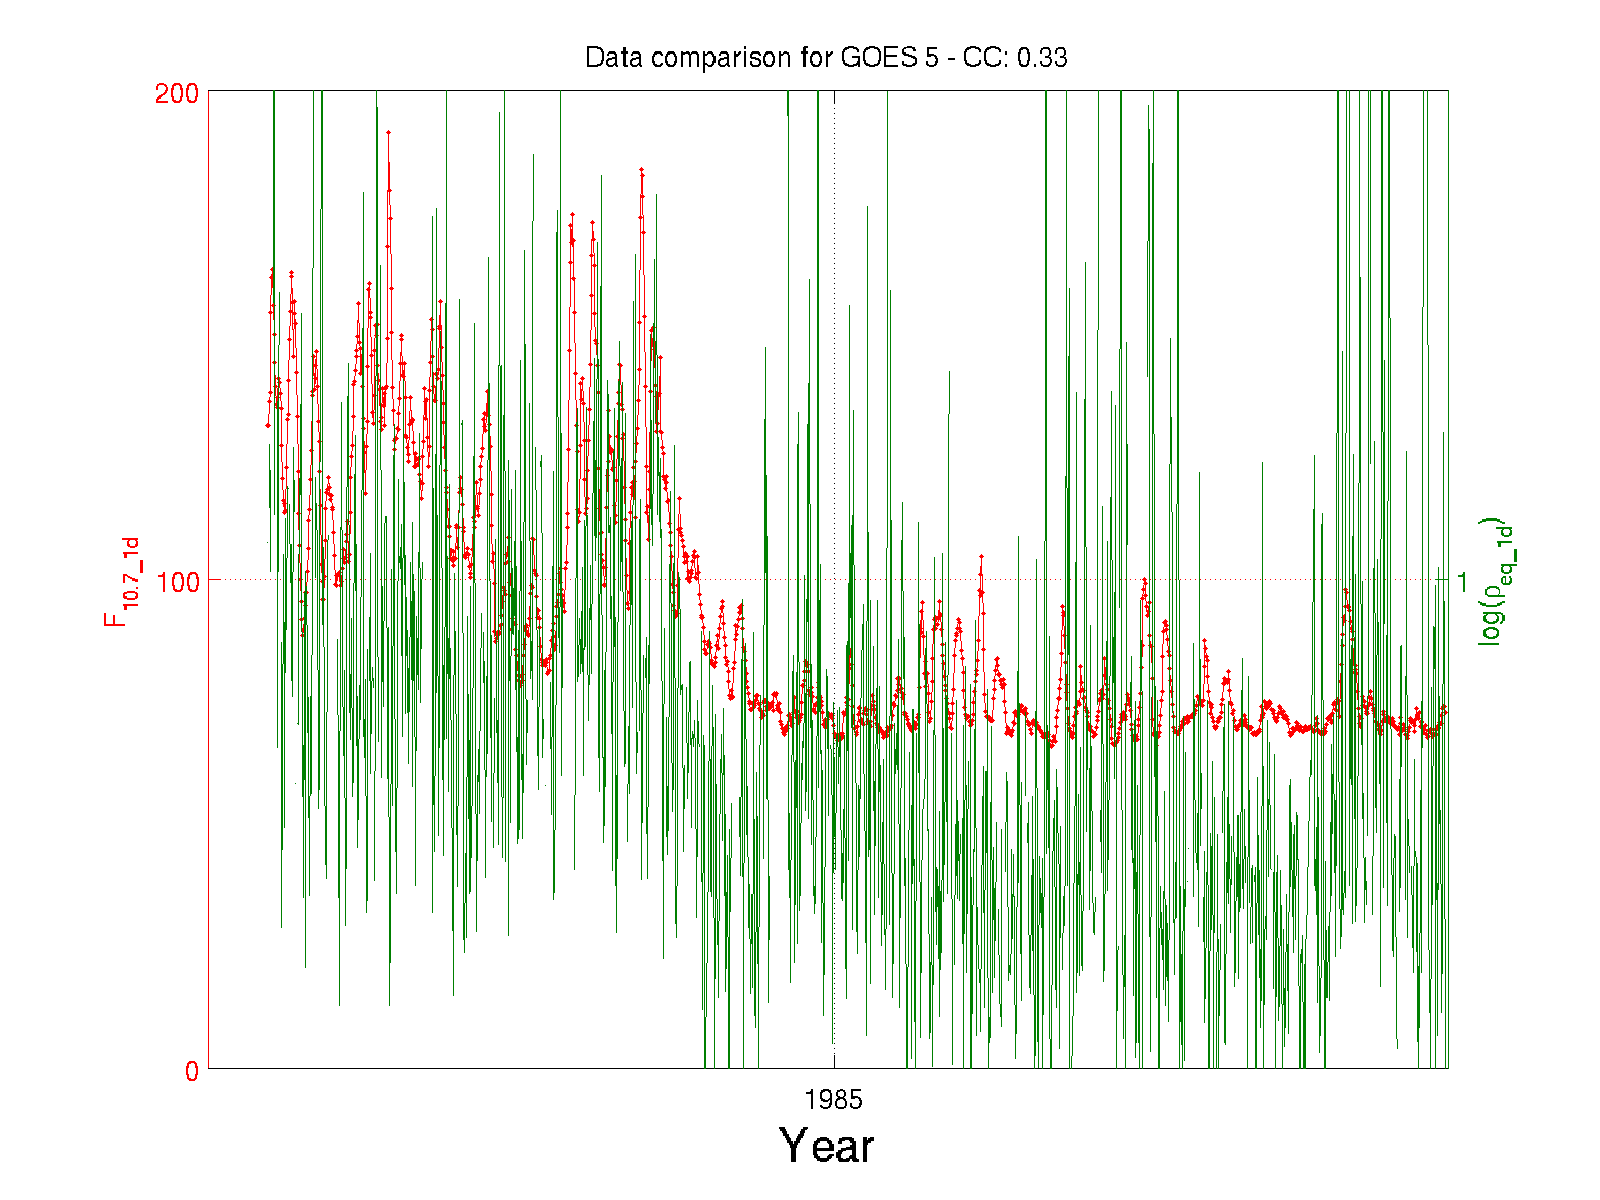 Data comparison for GOES 5 - CC: 0.33
200
100
0
F10.7_1d
1
log(ρeq_1d)
1985
Year